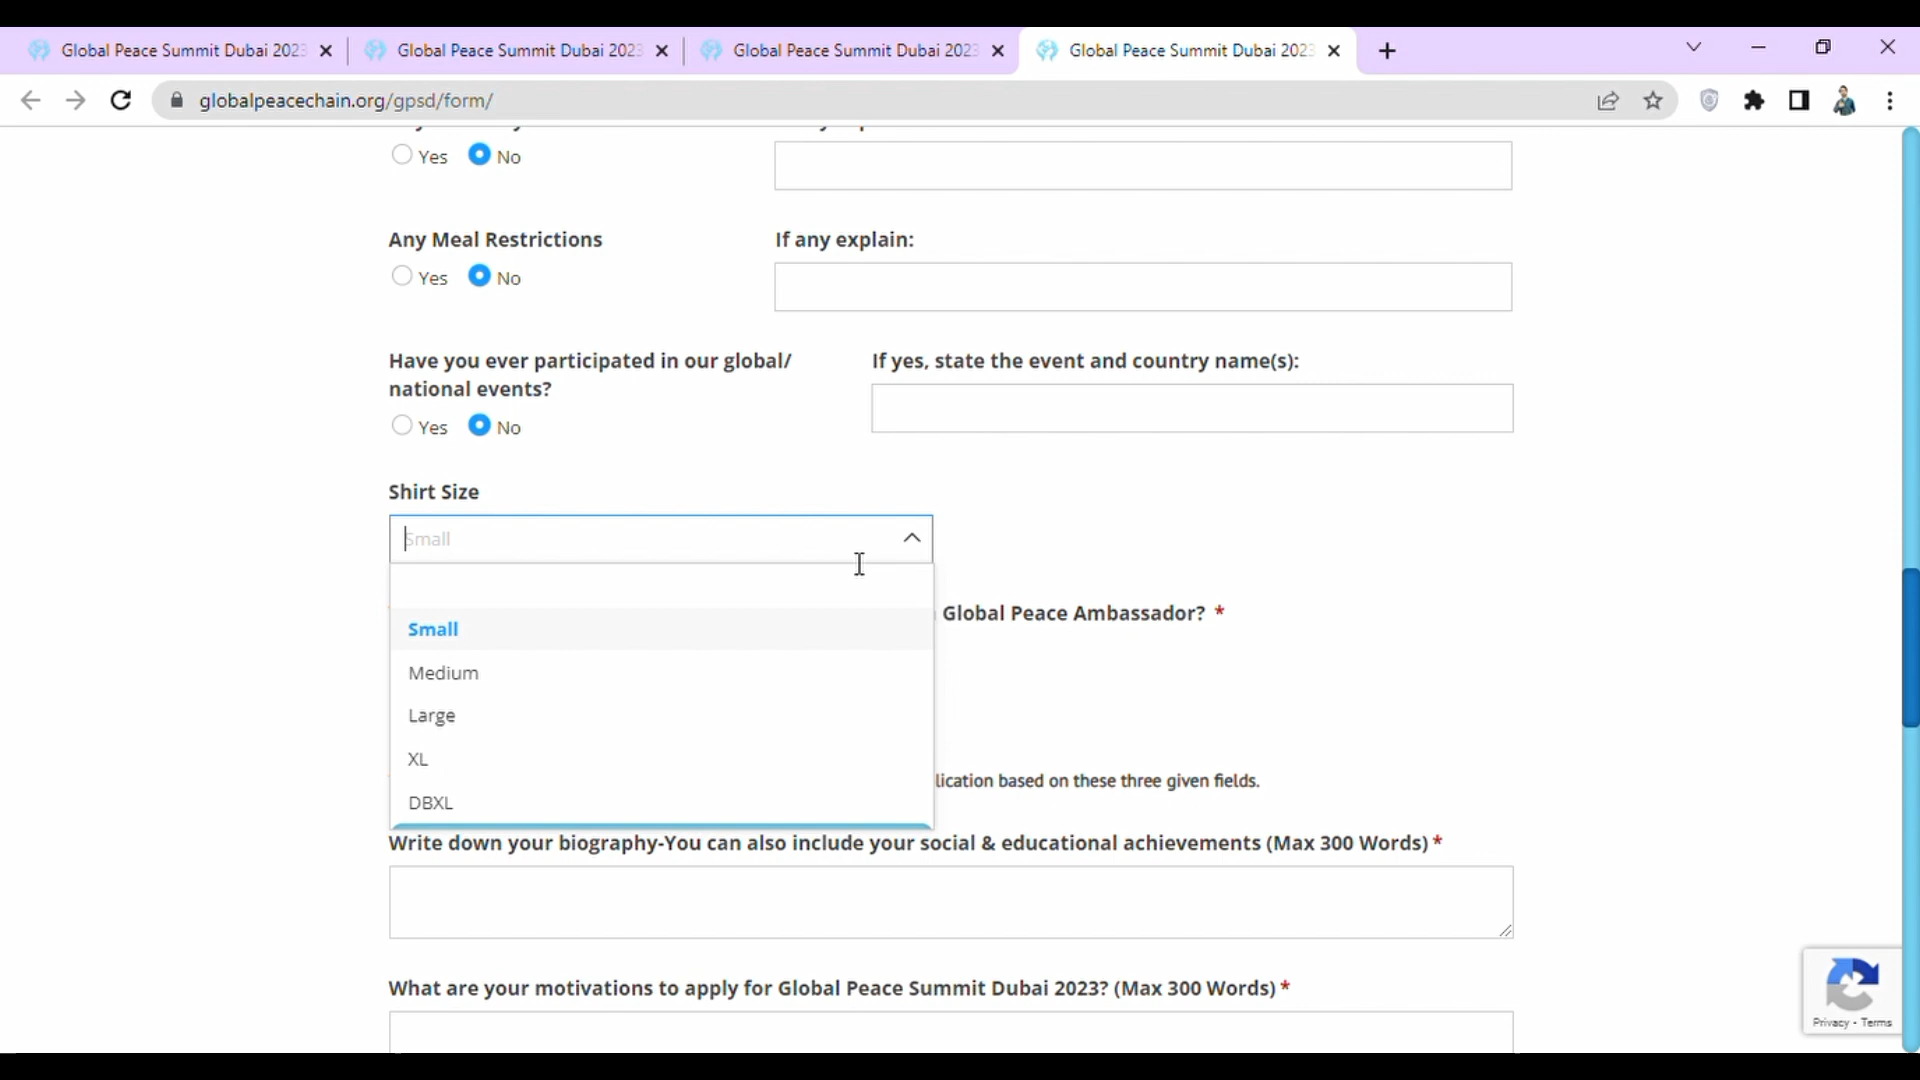 Global Peace Summit Dubai 2023
Global Peace Summit Dubai 2023
Global Peace Summit Dubai 2023
Global Peace Summit Dubai 2023
globalpeacechain.org/gpsd/form/
Yes No
Any Meal Restrictions
If any explain:
Yes No
Have you ever participated in our global/
national events?
If yes, state the event and country name(s):
Yes No
Shirt Size
Small
Small
Medium
Large
XL
DBXL
Global Peace Ambassador? *
lication based on these three given fields.
Write down your biography-You can also include your social & educational achievements (Max 300 Words) *
What are your motivations to apply for Global Peace Summit Dubai 2023? (Max 300 Words) *
Privacy - Terms